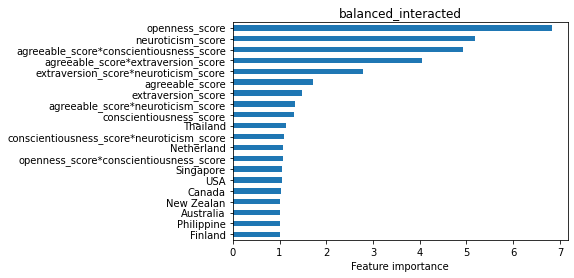 balanced_interacted
openness_score
neuroticism_score
agreeable_score*conscientiousness_score
agreeable_score*extraversion_score
extraversion_score*neuroticism_score
agreeable_score
extraversion_score
agreeable_score*neuroticism_score
conscientiousness_score
Thailand
conscientiousness_score*neuroticism_score
Netherland
openness_score*conscientiousness_score
Singapore
USA
Canada
New Zealan
Australia
Philippine
Finland
0 1 2 3 4 5 6 7
Feature importance